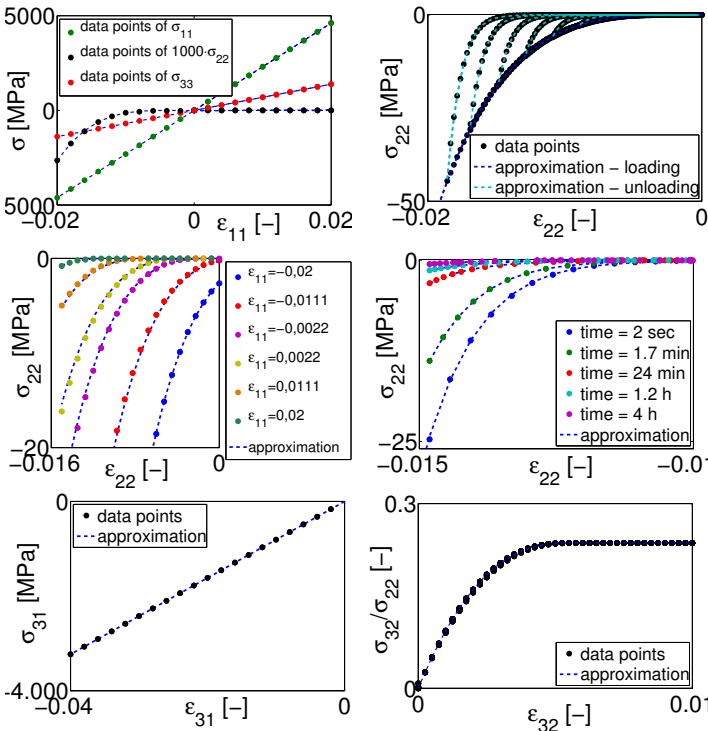 5000
data points of σ11
data points of 1000·σ22
data points of σ33
0
5000
σ [MPa]
−0.02
0
0.02
ε11 [−]
0
−50
σ22 [MPa]
data points
approximation − loading
approximation − unloading
−0.02
0
ε22 [−]
0
−20
σ22 [MPa]
ε11=−0,02
ε11=−0,0111
ε11=−0,0022
ε11=0,0022
ε11=0,0111
ε11=0,02
approximation
−0.016
0
ε22 [−]
0
−25
σ22 [MPa]
time = 2 sec
time = 1.7 min
time = 24 min
time = 1.2 h
time = 4 h
approximation
−0.015
−0.01
ε22 [−]
0
-4.000
σ31 [MPa]
data points
approximation
−0.04
0
ε31 [−]
0.3
0
σ32/σ22 [−]
data points
approximation
0
0.01
ε32 [−]